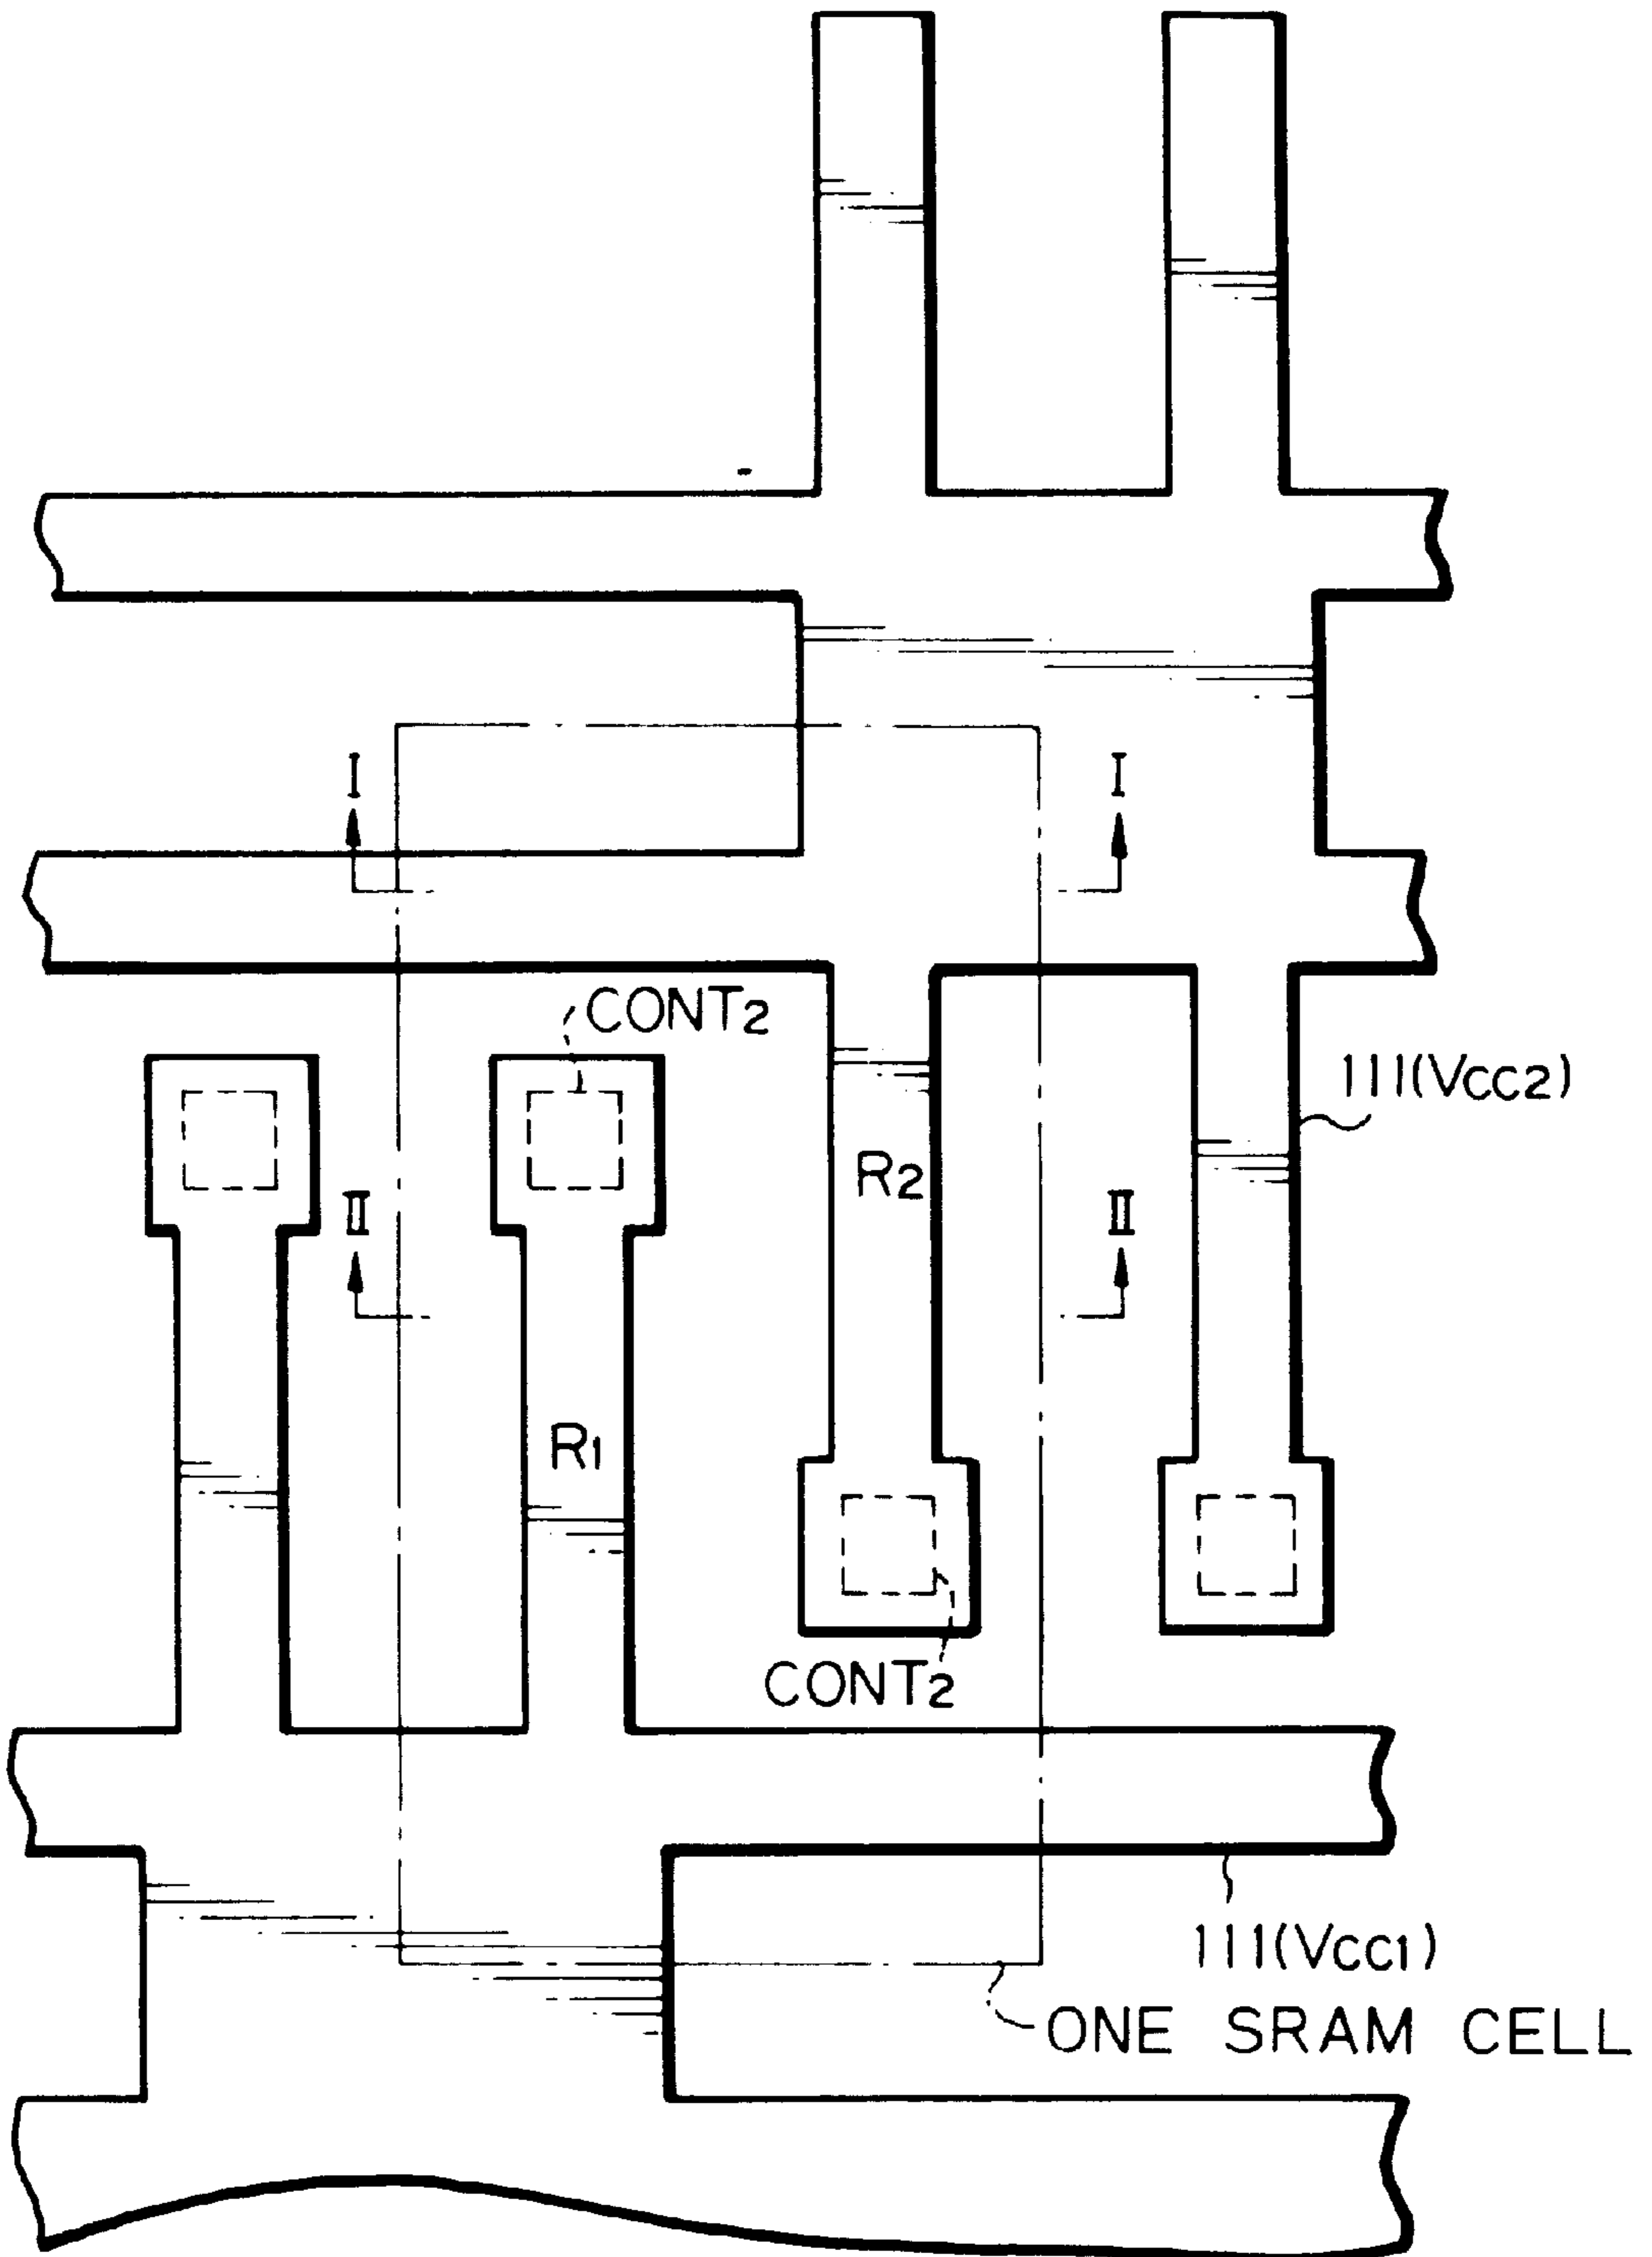 I I
CONT2
111(VCC2)
R2
II II
R1
CONT2
111(VCC1)
ONE SRAM CELL